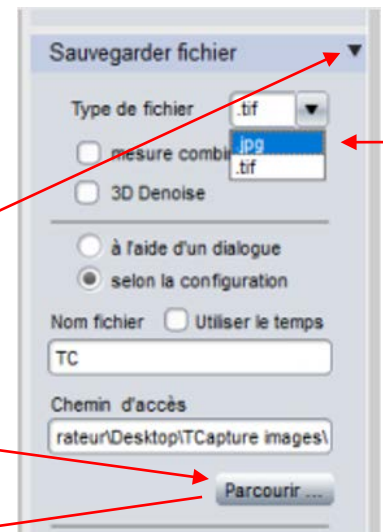 Sauvegarder fichier
Type de fichier .tif
.jpg
mesure combi
.tif
3D Denoise
à l'aide d'un dialogue
selon la configuration
Nom fichier Utiliser le temps
TC
Chemin d'accès
rateur\Desktop\TCapture images\
Parcourir ...